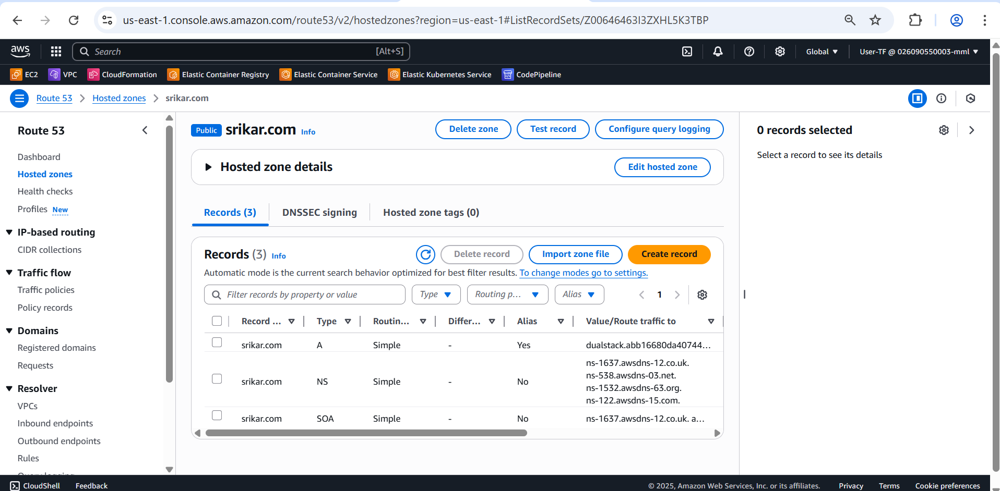 us-east-1.console.aws.amazon.com/route53/v2/hostedzones?region=us-east-1#ListRecordSets/Z00646463I3ZXHL5K3TBP
aws Search [Alt+S] Global User-TF @ 026090550003-mml
EC2 VPC CloudFormation Elastic Container Registry Elastic Container Service Elastic Kubernetes Service CodePipeline
Route 53 Hosted zones srikar.com
Route 53
Dashboard
Hosted zones
Health checks
Profiles New
IP-based routing
CIDR collections
Traffic flow
Traffic policies
Policy records
Domains
Registered domains
Requests
Resolver
VPCs
Inbound endpoints
Outbound endpoints
Rules
Query logging
Public srikar.com Info Delete zone Test record Configure query logging
Hosted zone details Edit hosted zone
Records (3) DNSSEC signing Hosted zone tags (0)
Records (3) Info Delete record Import zone file Create record
Automatic mode is the current search behavior optimized for best filter results. To change modes go to settings.
Filter records by property or value Type Routing p... Alias 1
Record ... Type Routin... Differ... Alias Value/Route traffic to
srikar.com A Simple - Yes dualstack.abb16680da40744...
srikar.com NS Simple - No ns-1637.awsdns-12.co.uk.
ns-538.awsdns-03.net.
ns-1532.awsdns-63.org.
ns-122.awsdns-15.com.
srikar.com SOA Simple - No ns-1637.awsdns-12.co.uk. a...
0 records selected
Select a record to see its details
CloudShell Feedback © 2025, Amazon Web Services, Inc. or its affiliates. Privacy Terms Cookie preferences